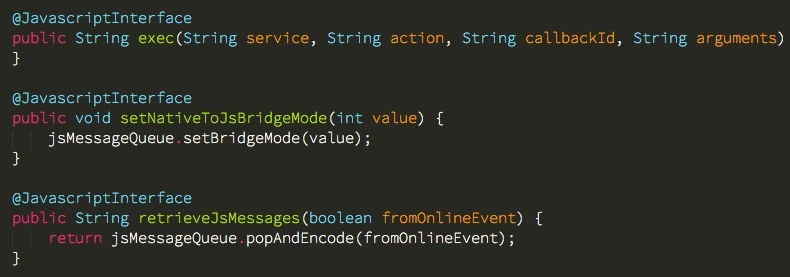 @JavascriptInterface
public String exec(String service, String action, String callbackId, String arguments)
}
@JavascriptInterface
public void setNativeToJsBridgeMode(int value) {
jsMessageQueue.setBridgeMode(value);
}
@JavascriptInterface
public String retrieveJsMessages(boolean fromOnlineEvent) {
return jsMessageQueue.popAndEncode(fromOnlineEvent);
}